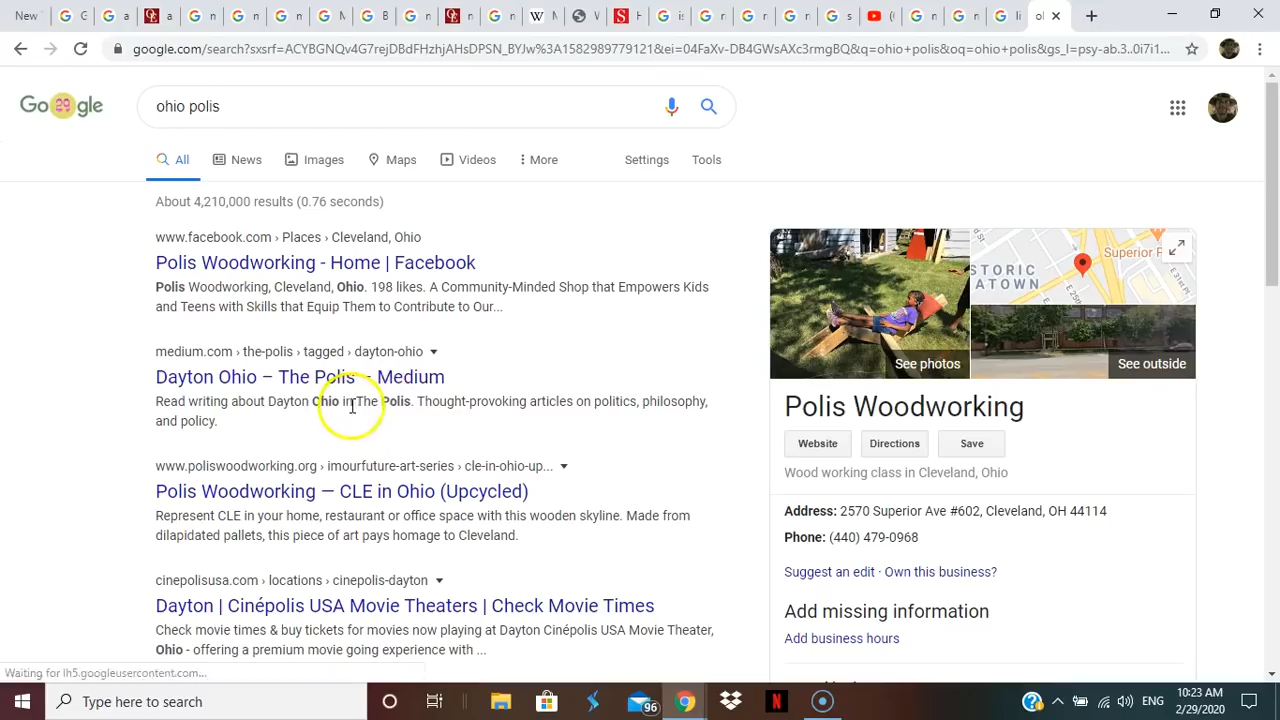 New
google.com/search?sxsrf=ACYBGNQv4G7rejDBdFHzhjAHsDPSN_BYJw%3A1582989779121&ei=04FaXv-DB4GWsAXc3rmgBQ&q=ohio+polis&oq=ohio+polis&gs_l=psy-ab.3..0i7i1...
Google
29
ohio polis
All
News
Images
Maps
Videos
More
Settings
Tools
About 4,210,000 results (0.76 seconds)
www.facebook.com › Places › Cleveland, Ohio
Polis Woodworking - Home | Facebook
Polis Woodworking, Cleveland, Ohio. 198 likes. A Community-Minded Shop that Empowers Kids
and Teens with Skills that Equip Them to Contribute to Our...
medium.com › the-polis › tagged › dayton-ohio
Dayton Ohio – The Polis – Medium
Read writing about Dayton Ohio in The Polis. Thought-provoking articles on politics, philosophy,
and policy.
www.poliswoodworking.org › imourfuture-art-series › cle-in-ohio-up...
Polis Woodworking — CLE in Ohio (Upcycled)
Represent CLE in your home, restaurant or office space with this wooden skyline. Made from
dilapidated pallets, this piece of art pays homage to Cleveland.
cinepolisusa.com › locations › cinepolis-dayton
Dayton | Cinépolis USA Movie Theaters | Check Movie Times
Check movie times & buy tickets for movies now playing at Dayton Cinépolis USA Movie Theater,
Ohio - offering a premium movie going experience with ...
Superior
STORIC
ATOWN
E 25th
See photos
See outside
Polis Woodworking
Website
Directions
Save
Wood working class in Cleveland, Ohio
Address: 2570 Superior Ave #602, Cleveland, OH 44114
Phone: (440) 479-0968
Suggest an edit · Own this business?
Add missing information
Add business hours
Waiting for lh5.googleusercontent.com...
Type here to search
96
ENG
10:23 AM
2/29/2020